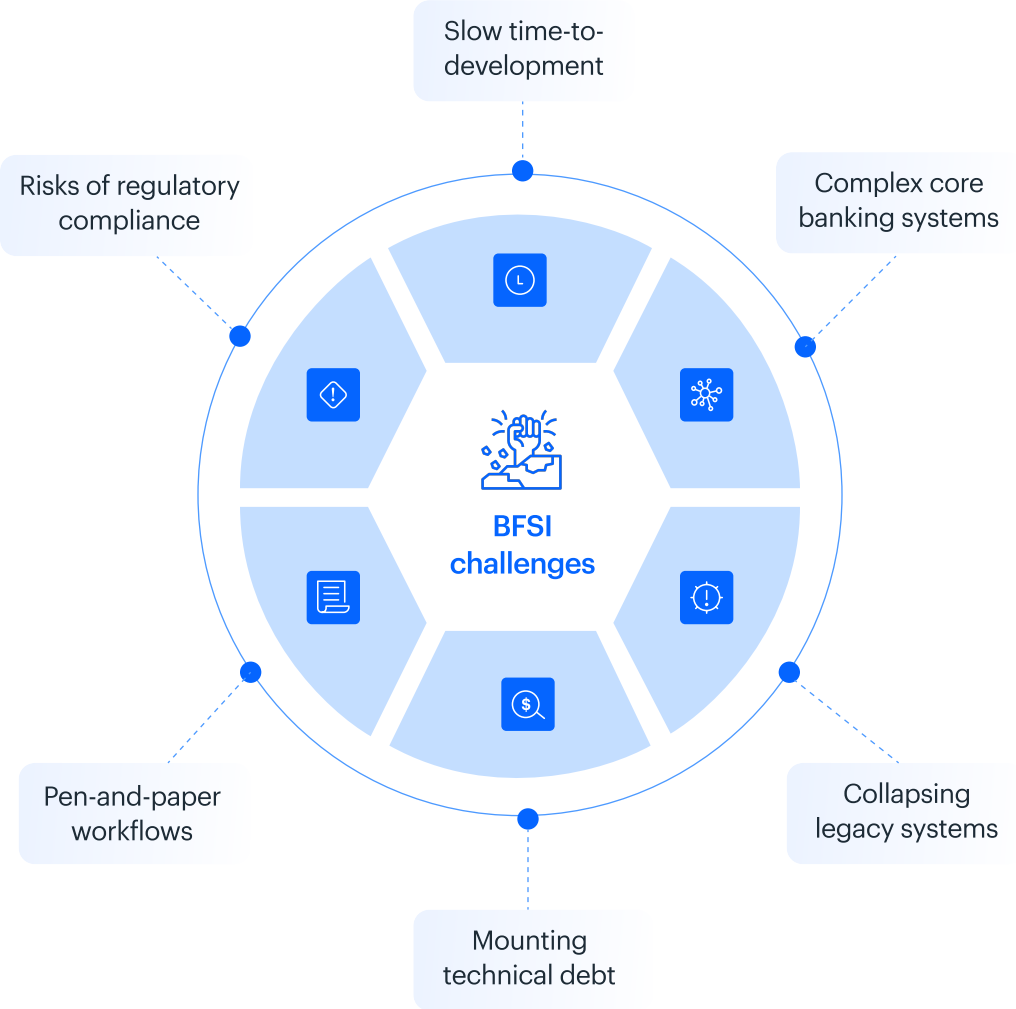 Slow time-to-
development
Risks of regulatory
compliance
Complex core
banking systems
L
BFSI
challenges
$
Pen-and-paper
workflows
Collapsing
legacy systems
Mounting
technical debt